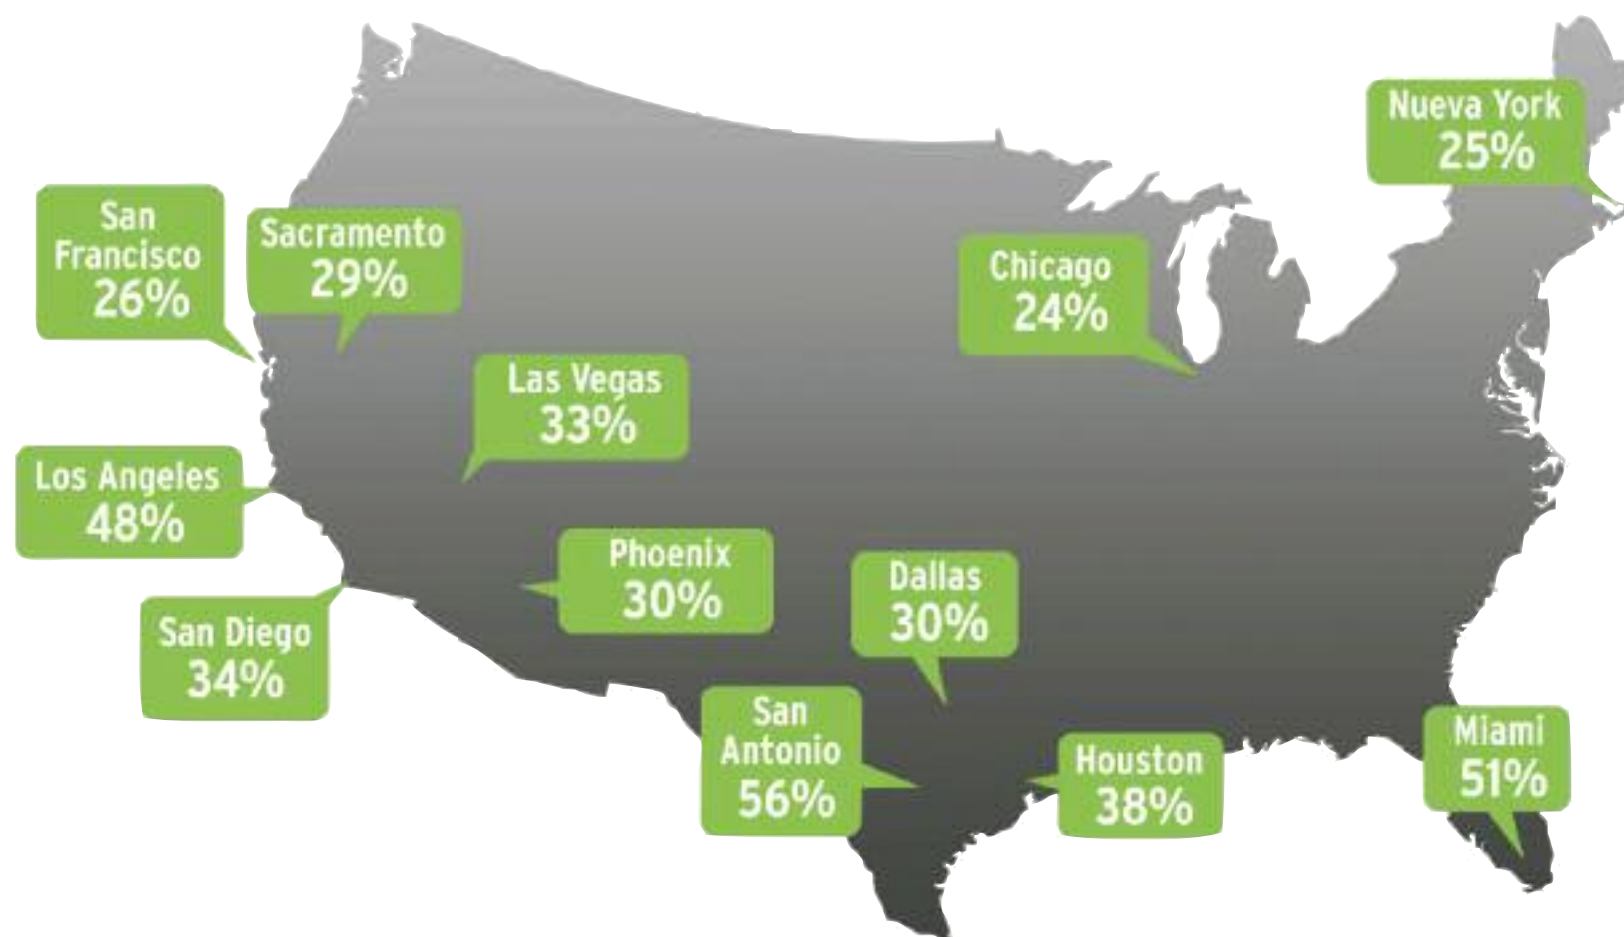 Nueva York
25%
San
Francisco
26%
Sacramento
29%
Chicago
24%
Las Vegas
33%
Los Angeles
48%
Phoenix
30%
Dallas
30%
San Diego
34%
San
Antonio
56%
Houston
38%
Miami
51%